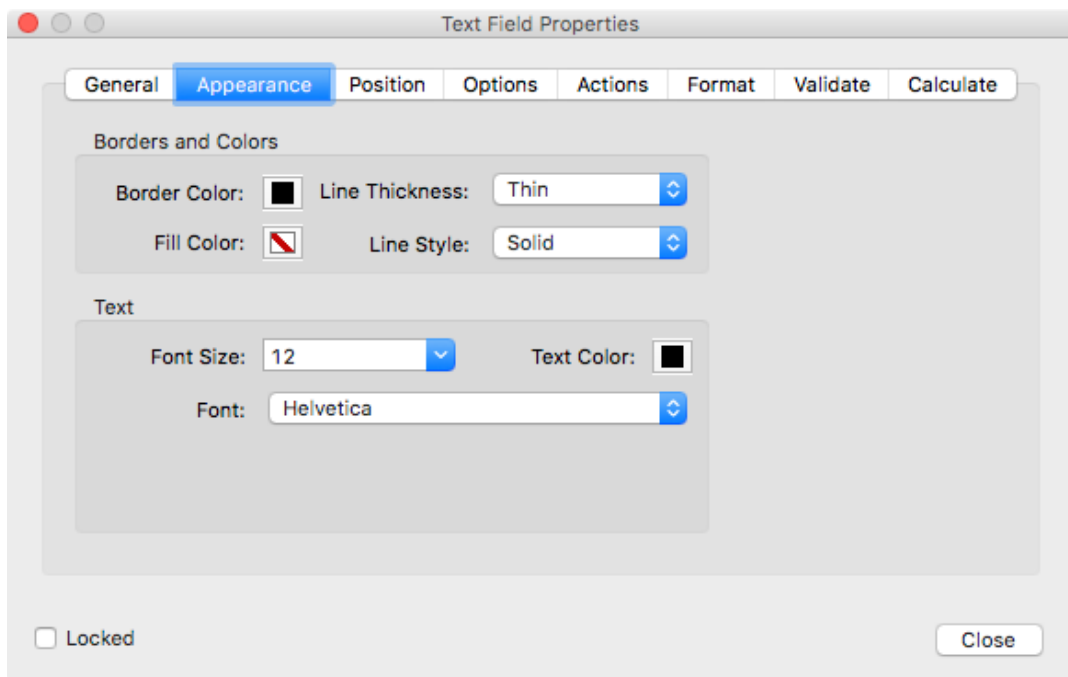 Text Field Properties
General Appearance Position Options Actions Format Validate Calculate
Borders and Colors
Border Color: Line Thickness: Thin
Fill Color: Line Style: Solid
Text
Font Size: 12 Text Color:
Font: Helvetica
Locked Close